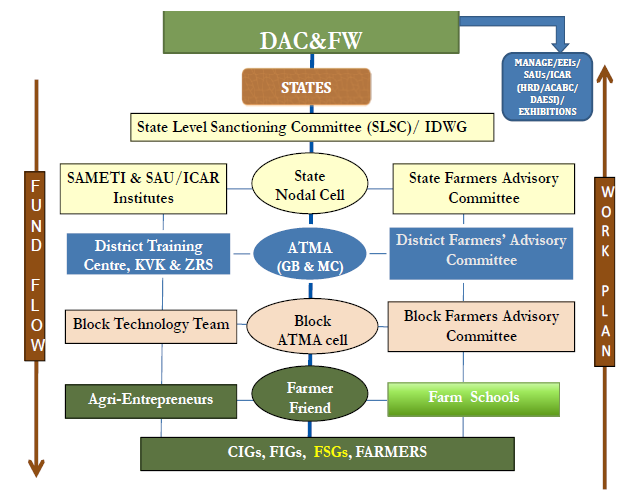 DAC&FW
MANAGE/EEIs/
SAUs/ICAR
(HRD/ACABC/
DAESI)/
EXHIBITIONS
STATES
State Level Sanctioning Committee (SLSC)/ IDWG
SAMETI & SAU/ICAR
Institutes
State
Nodal Cell
State Farmers Advisory
Committee
District Training
Centre, KVK & ZRS
ATMA
(GB & MC)
District Farmers' Advisory
Committee
Block Technology Team
Block
ATMA cell
Block Farmers Advisory
Committee
Agri-Entrepreneurs
Farmer
Friend
Farm Schools
CIGs, FIGs, FSGs, FARMERS
FUND FLOW
WORK PLAN